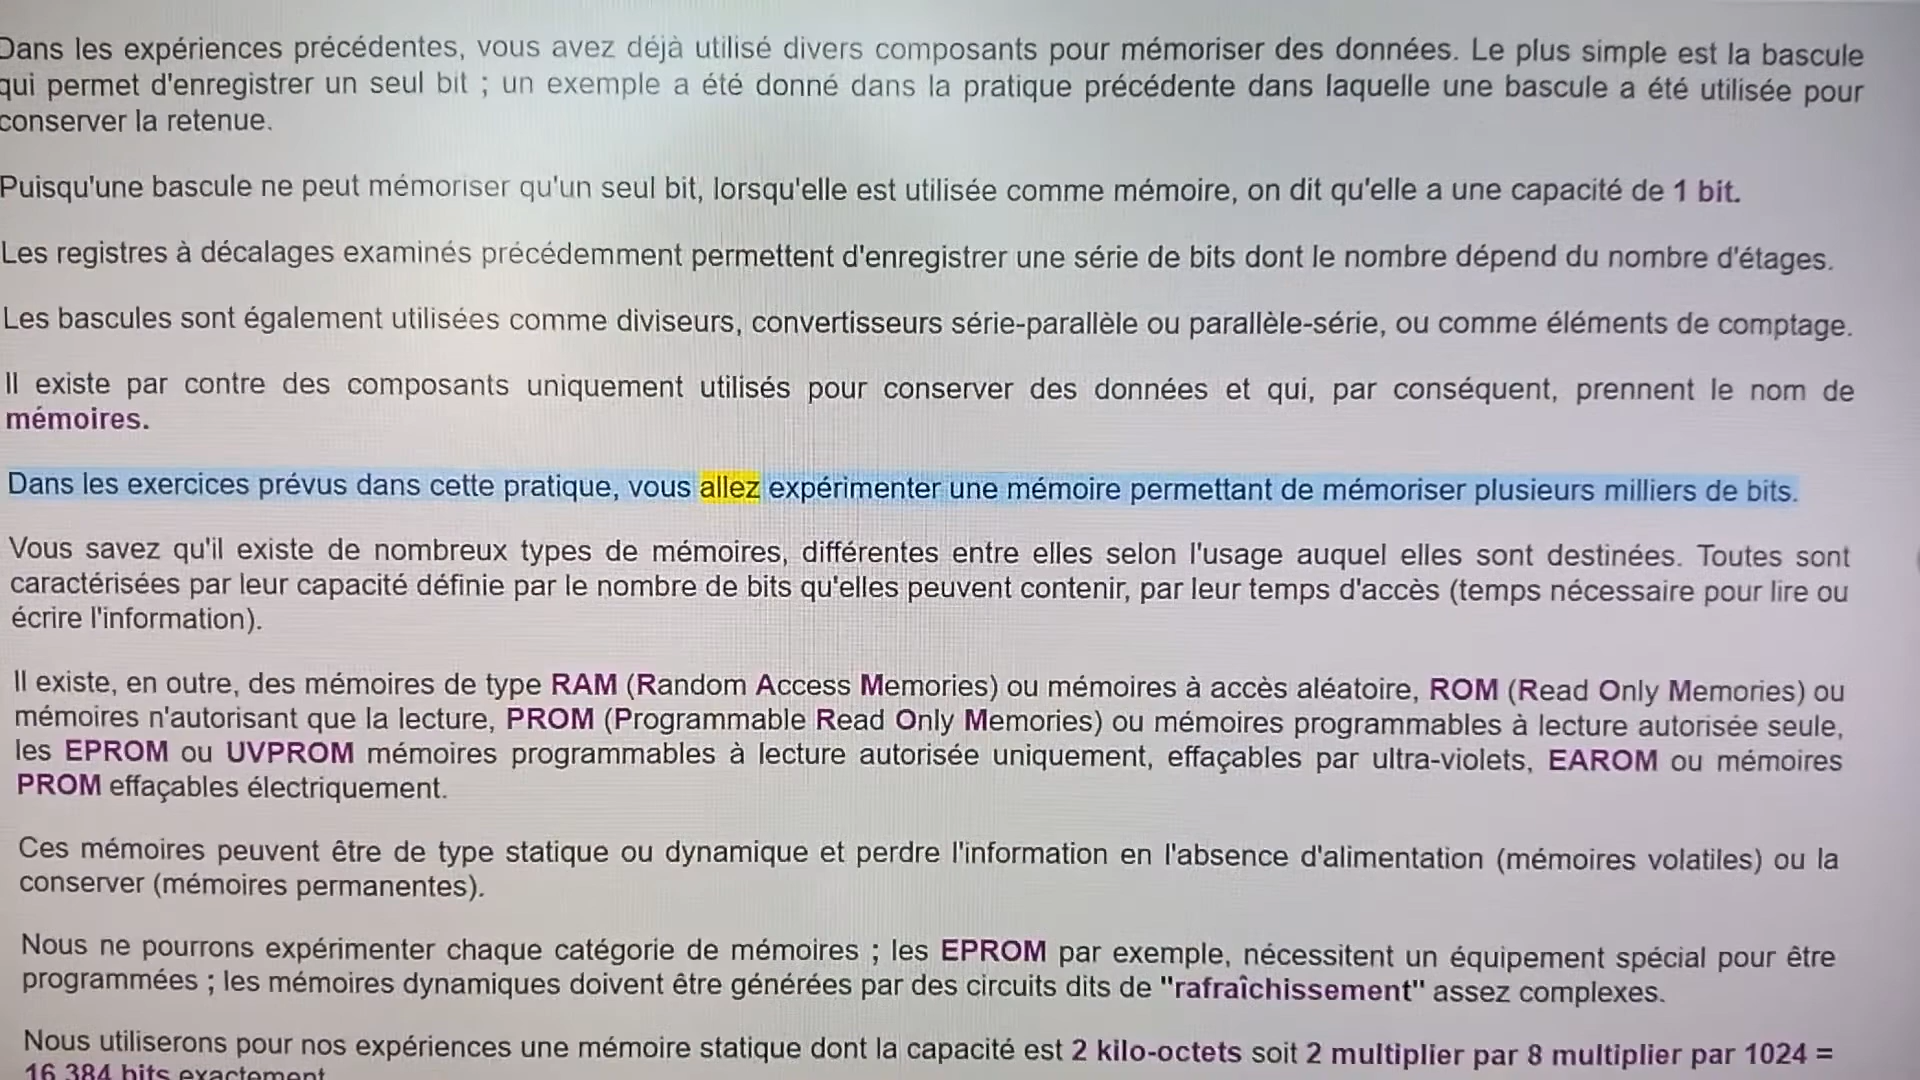 Dans les expériences précédentes, vous avez déjà utilisé divers composants pour mémoriser des données. Le plus simple est la bascule
qui permet d'enregistrer un seul bit ; un exemple a été donné dans la pratique précédente dans laquelle une bascule a été utilisée pour
conserver la retenue.
Puisqu'une bascule ne peut mémoriser qu'un seul bit, lorsqu'elle est utilisée comme mémoire, on dit qu'elle a une capacité de 1 bit.
Les registres à décalages examinés précédemment permettent d'enregistrer une série de bits dont le nombre dépend du nombre d'étages.
Les bascules sont également utilisées comme diviseurs, convertisseurs série-parallèle ou parallèle-série, ou comme éléments de comptage.
Il existe par contre des composants uniquement utilisés pour conserver des données et qui, par conséquent, prennent le nom de
mémoires.
Dans les exercices prévus dans cette pratique, vous allez expérimenter une mémoire permettant de mémoriser plusieurs milliers de bits.
Vous savez qu'il existe de nombreux types de mémoires, différentes entre elles selon l'usage auquel elles sont destinées. Toutes sont
caractérisées par leur capacité définie par le nombre de bits qu'elles peuvent contenir, par leur temps d'accès (temps nécessaire pour lire ou
écrire l'information).
Il existe, en outre, des mémoires de type RAM (Random Access Memories) ou mémoires à accès aléatoire, ROM (Read Only Memories) ou
mémoires n'autorisant que la lecture, PROM (Programmable Read Only Memories) ou mémoires programmables à lecture autorisée seule,
les EPROM ou UVPROM mémoires programmables à lecture autorisée uniquement, effaçables par ultra-violets, EAROM ou mémoires
PROM effaçables électriquement.
Ces mémoires peuvent être de type statique ou dynamique et perdre l'information en l'absence d'alimentation (mémoires volatiles) ou la
conserver (mémoires permanentes).
Nous ne pourrons expérimenter chaque catégorie de mémoires ; les EPROM par exemple, nécessitent un équipement spécial pour être
programmées ; les mémoires dynamiques doivent être générées par des circuits dits de "rafraîchissement" assez complexes.
Nous utiliserons pour nos expériences une mémoire statique dont la capacité est 2 kilo-octets soit 2 multiplier par 8 multiplier par 1024 =
16 384 bits exactement